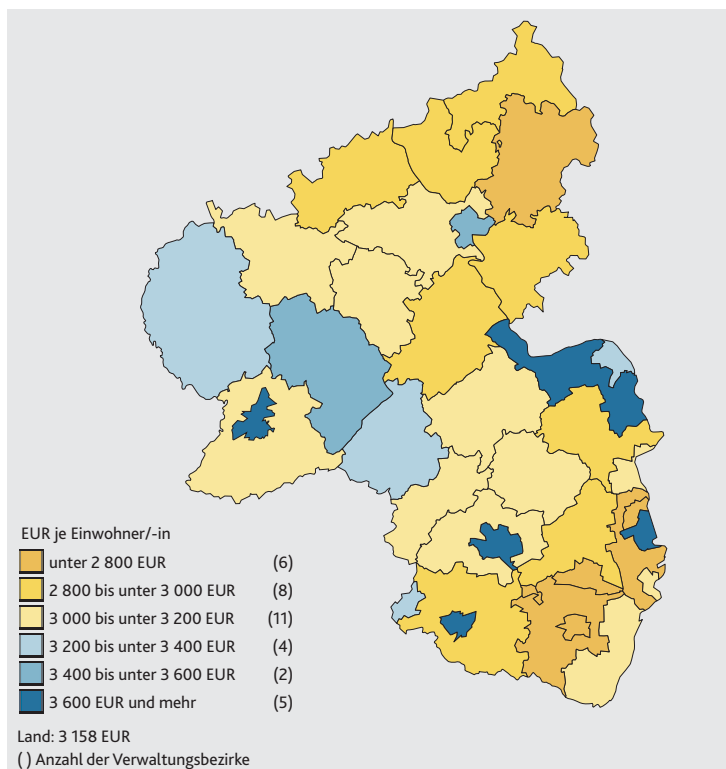 EUR je Einwohner/-in
unter 2 800 EUR (6)
2 800 bis unter 3 000 EUR (8)
3 000 bis unter 3 200 EUR (11)
3 200 bis unter 3 400 EUR (4)
3 400 bis unter 3 600 EUR (2)
3 600 EUR und mehr (5)
Land: 3 158 EUR
( ) Anzahl der Verwaltungsbezirke